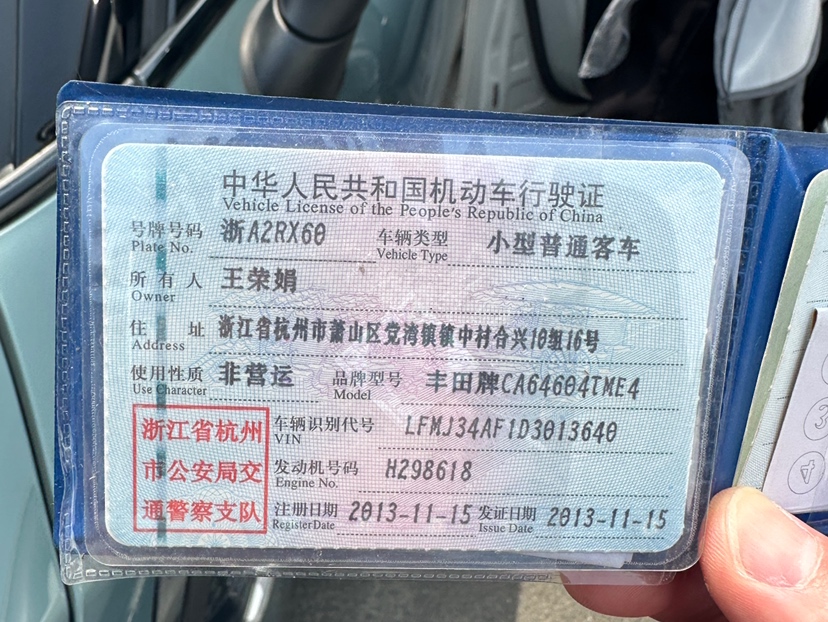 中华人民共和国机动车行驶证
Vehicle License of the People's Republic of China
号牌号码 浙A2RX60 车辆类型 小型普通客车
Plate No. Vehicle Type
所有人 王荣娟
Owner
住址 浙江省杭州市萧山区党湾镇镇中村合兴10组16号
Address
使用性质 非营运 品牌型号 丰田牌CA64604TME4
Use Character Model
浙江省杭州 车辆识别代号 LFMJ34AF1D3013640
VIN
市公安局交 发动机号码 H298618
Engine No.
通警察支队 注册日期 2013-11-15 发证日期 2013-11-15
Register Date Issue Date
③
④